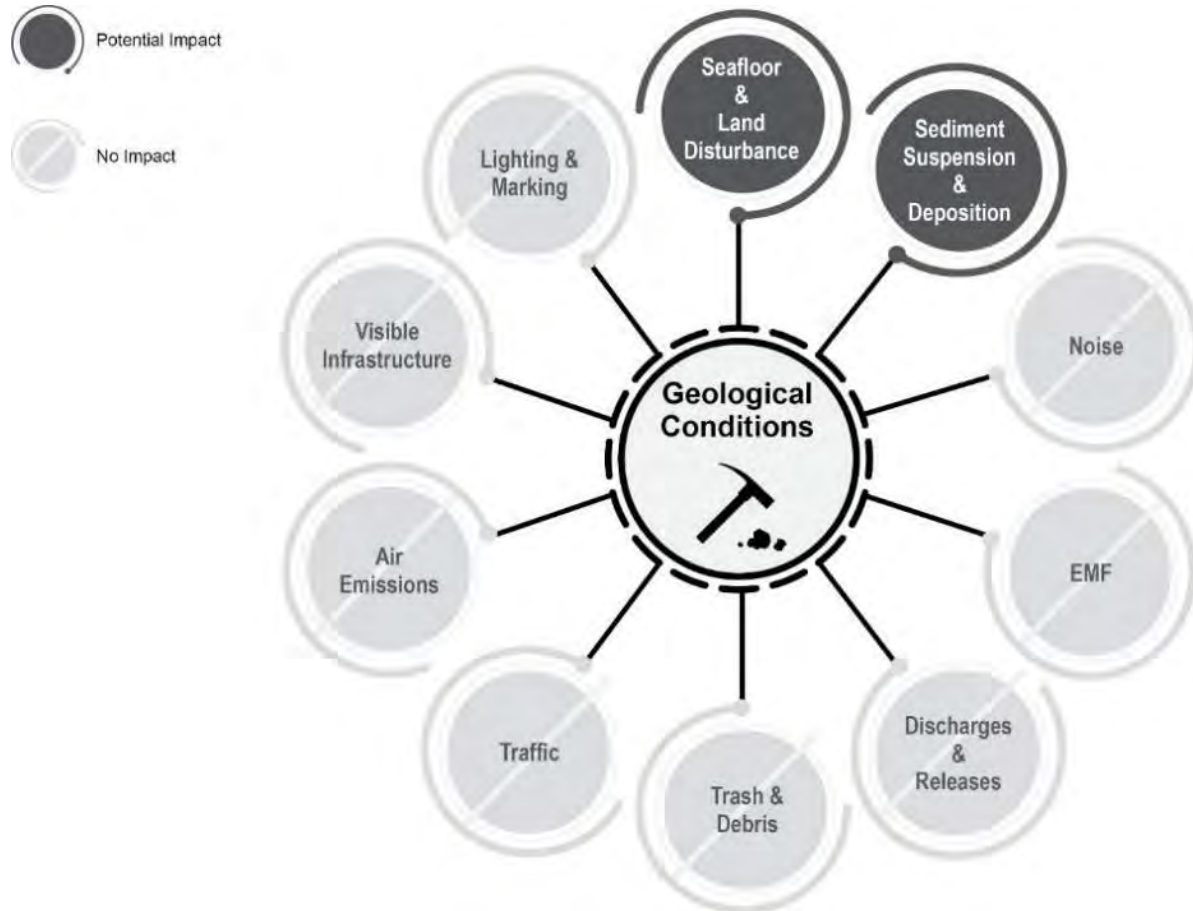 Potential Impact
No Impact
Seafloor
&
Land
Disturbance
Sediment
Suspension
&
Deposition
Noise
EMF
Discharges
&
Releases
Trash &
Debris
Traffic
Air
Emissions
Visible
Infrastructure
Lighting &
Marking
Geological
Conditions